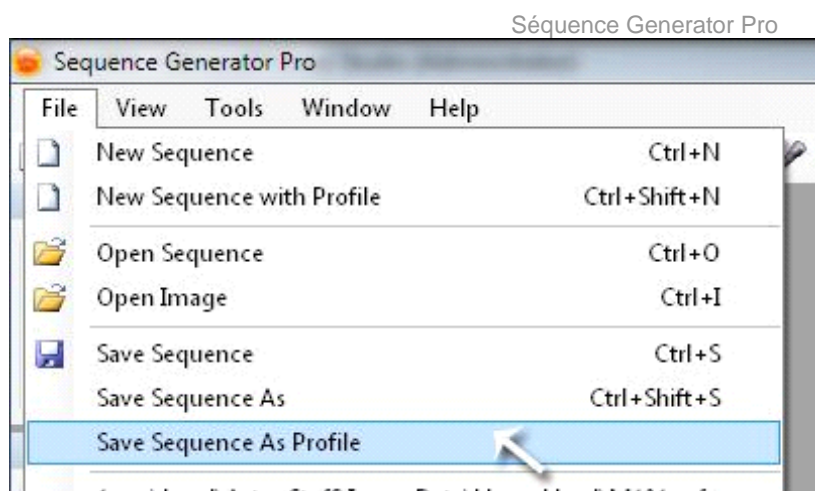 Séquence Generator Pro
Sequence Generator Pro
File View Tools Window Help
New Sequence Ctrl+N
New Sequence with Profile Ctrl+Shift+N
Open Sequence Ctrl+O
Open Image Ctrl+I
Save Sequence Ctrl+S
Save Sequence As Ctrl+Shift+S
Save Sequence As Profile